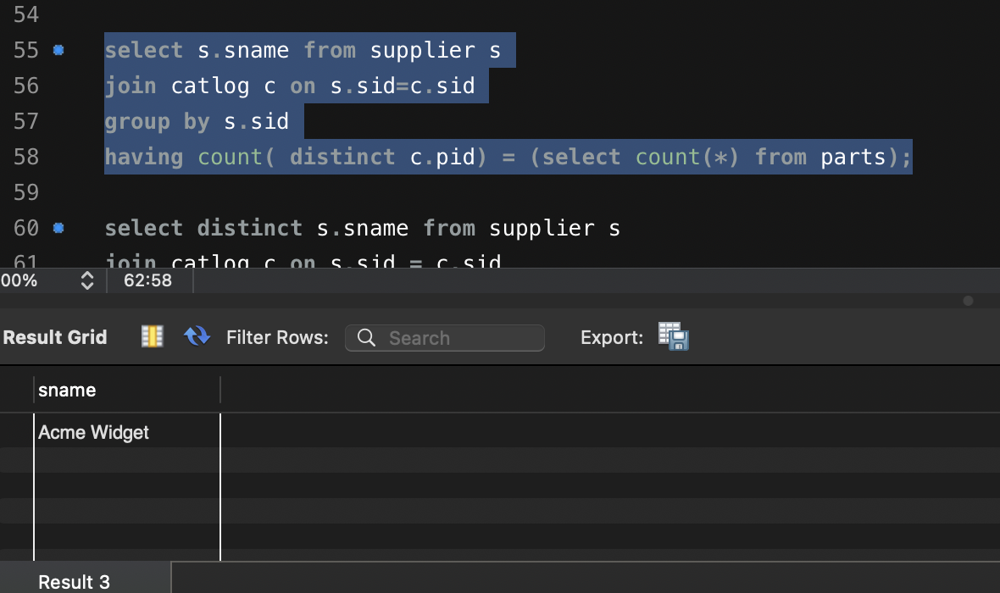 54
55 select s.sname from supplier s
56 join catlog c on s.sid=c.sid
57 group by s.sid
58 having count( distinct c.pid) = (select count(*) from parts);
59
60 select distinct s.sname from supplier s
61 join catlog c on s.sid = c.sid
00% 62:58
Result Grid Filter Rows: Search Export:
sname
Acme Widget
Result 3